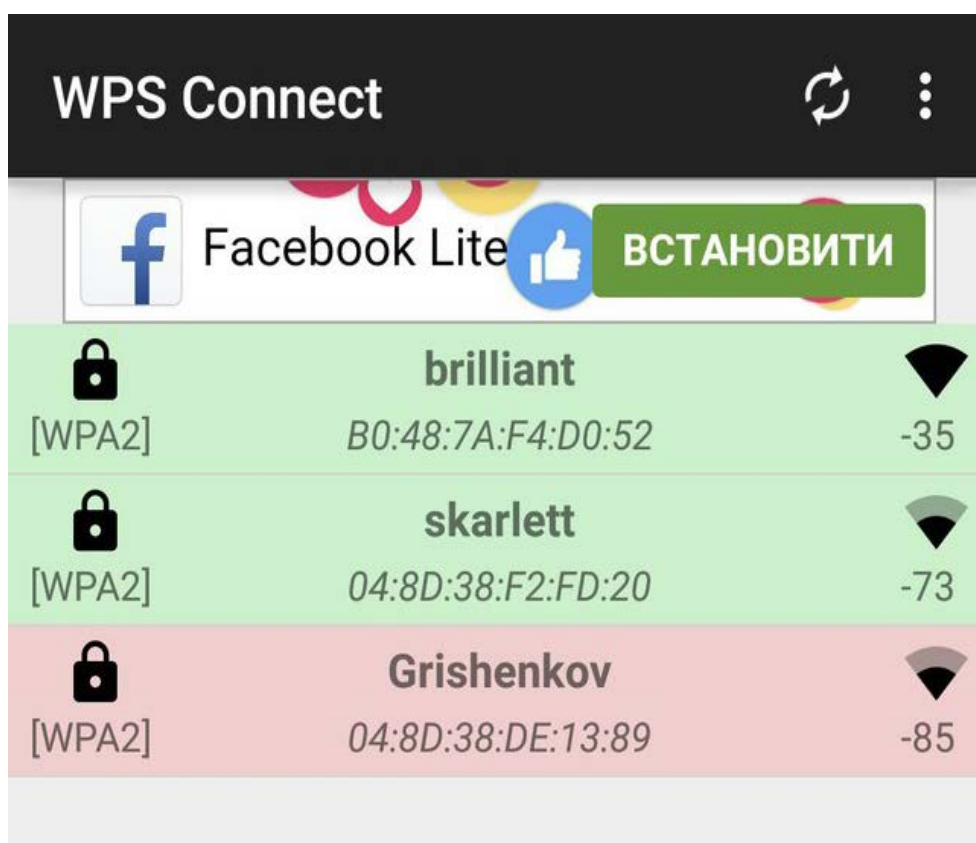 WPS Connect
Facebook Lite ВСТАНОВИТИ
brilliant
[WPA2] B0:48:7A:F4:D0:52 -35
skarlett
[WPA2] 04:8D:38:F2:FD:20 -73
Grishenkov
[WPA2] 04:8D:38:DE:13:89 -85